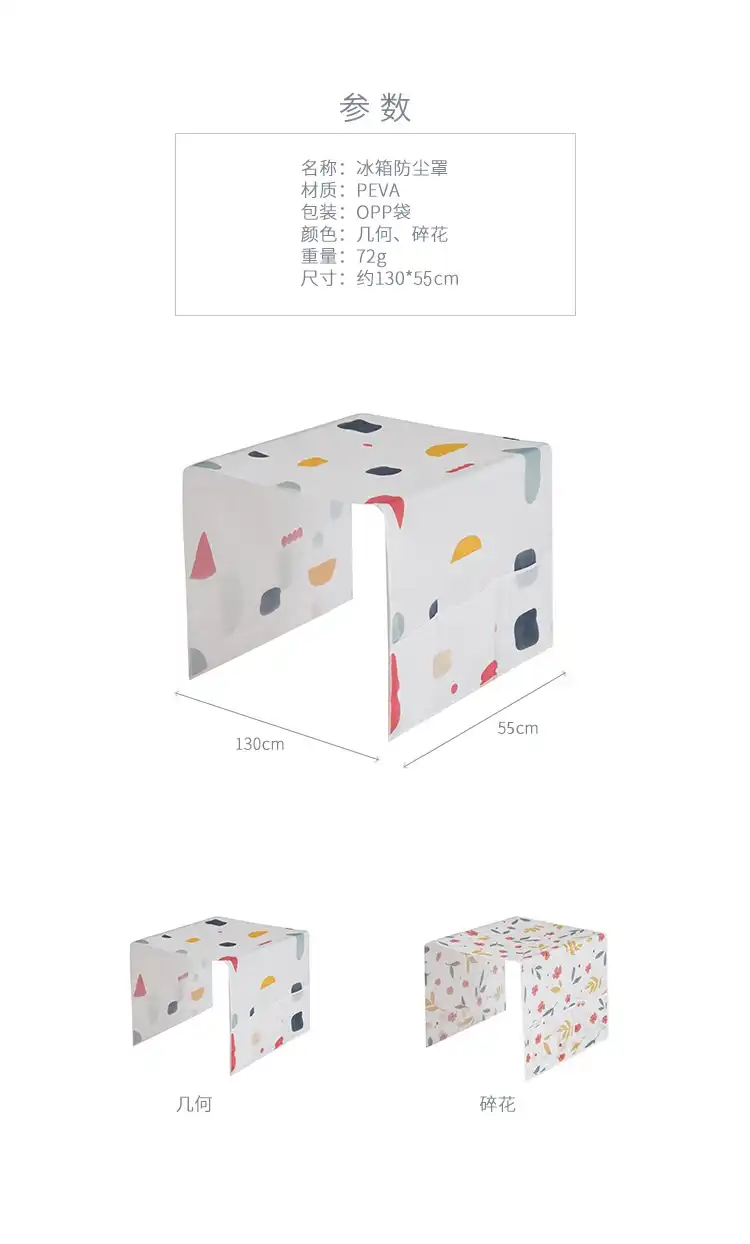 参数
名称：冰箱防尘罩
材质：PEVA
包装：OPP袋
颜色：几何、碎花
重量：72g
尺寸：约130*55cm
130cm
55cm
几何
碎花